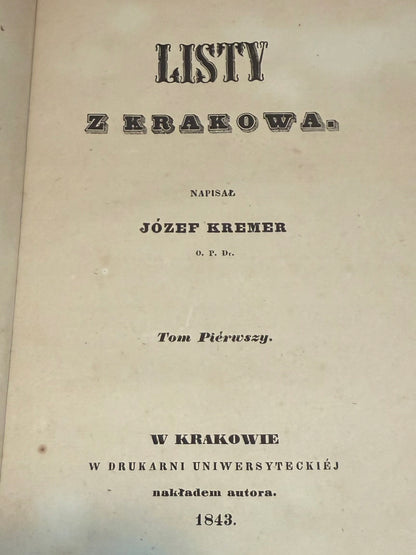 LISTY
Z KRAKOWA.
NAPISAŁ
JÓZEF KREMER
O. P. Dr.
Tom Piérwszy.
W KRAKOWIE
W DRUKARNI UNIWERSYTECKIÉJ
nakładem autora.
1843.